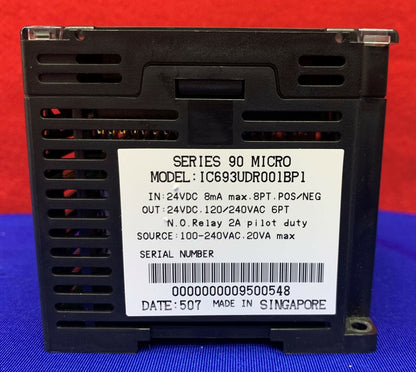 SERIES 90 MICRO
MODEL:IC693UDR001BP1
IN:24VDC 8mA max.8PT.POS/NEG
OUT:24VDC.120/240VAC 6PT
N.O.Relay 2A pilot duty
SOURCE:100-240VAC.20VA max
SERIAL NUMBER
0000000009500548
DATE:507 MADE IN SINGAPORE